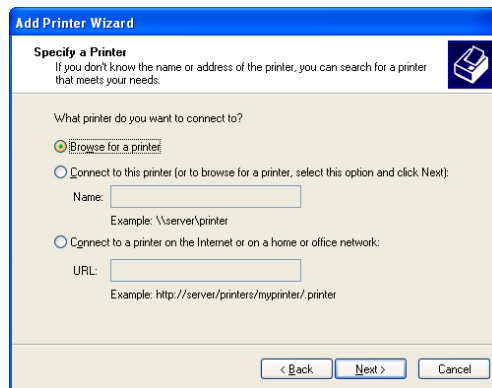 Add Printer Wizard
Specify a Printer
If you don't know the name or address of the printer, you can search for a printer
that meets your needs.
What printer do you want to connect to?
Browse for a printer
Connect to this printer (or to browse for a printer, select this option and click Next):
Name:
Example: \\server\printer
Connect to a printer on the Internet or on a home or office network:
URL:
Example: http://server/printers/myprinter/.printer
< Back
Next >
Cancel